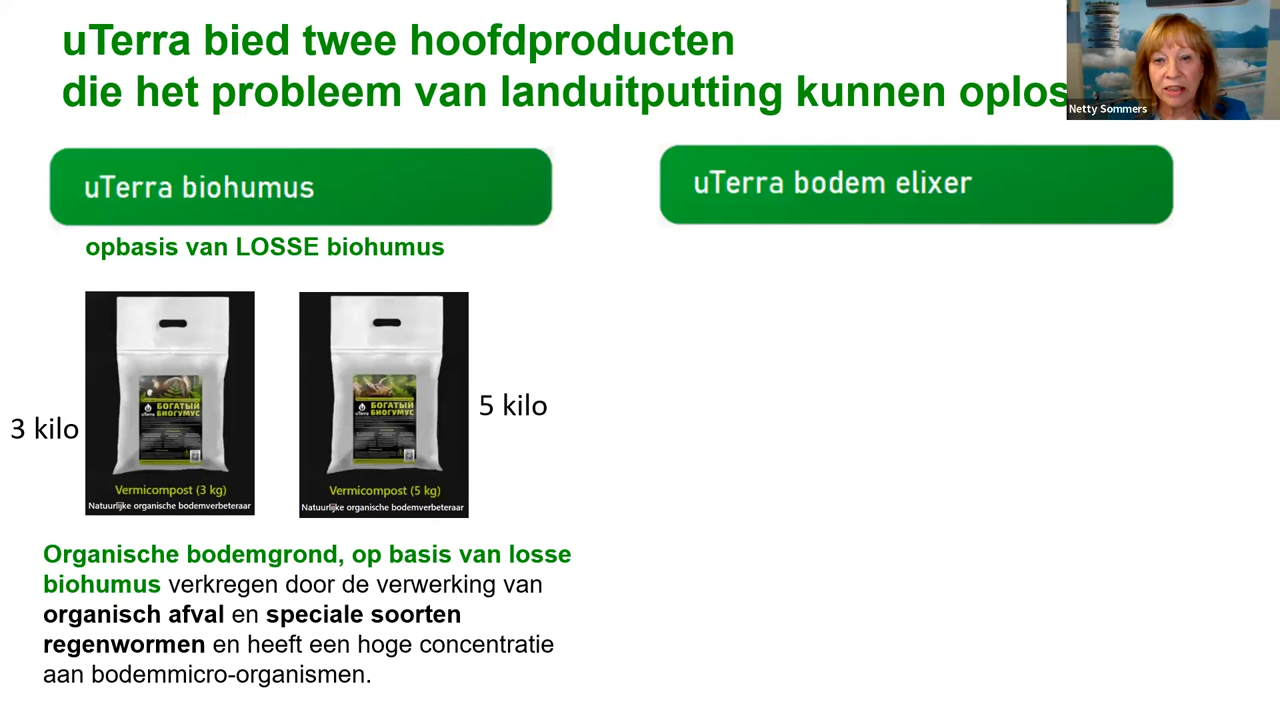 uTerra bied twee hoofdproducten
die het probleem van landuitputting kunnen oplos
Netty Sommers
uTerra biohumus
uTerra bodem elixer
opbasis van LOSSE biohumus
3 kilo
uTerra
БОГАТЫЙ
БИОГУМУС
Vermicompost (3 kg)
Natuurlijke organische bodemverbeteraar
uTerra
БОГАТЫЙ
БИОГУМУС
Vermicompost (5 kg)
Natuurlijke organische bodemverbeteraar
5 kilo
Organische bodemgrond, op basis van losse
biohumus verkregen door de verwerking van
organisch afval en speciale soorten
regenwormen en heeft een hoge concentratie
aan bodemmicro-organismen.